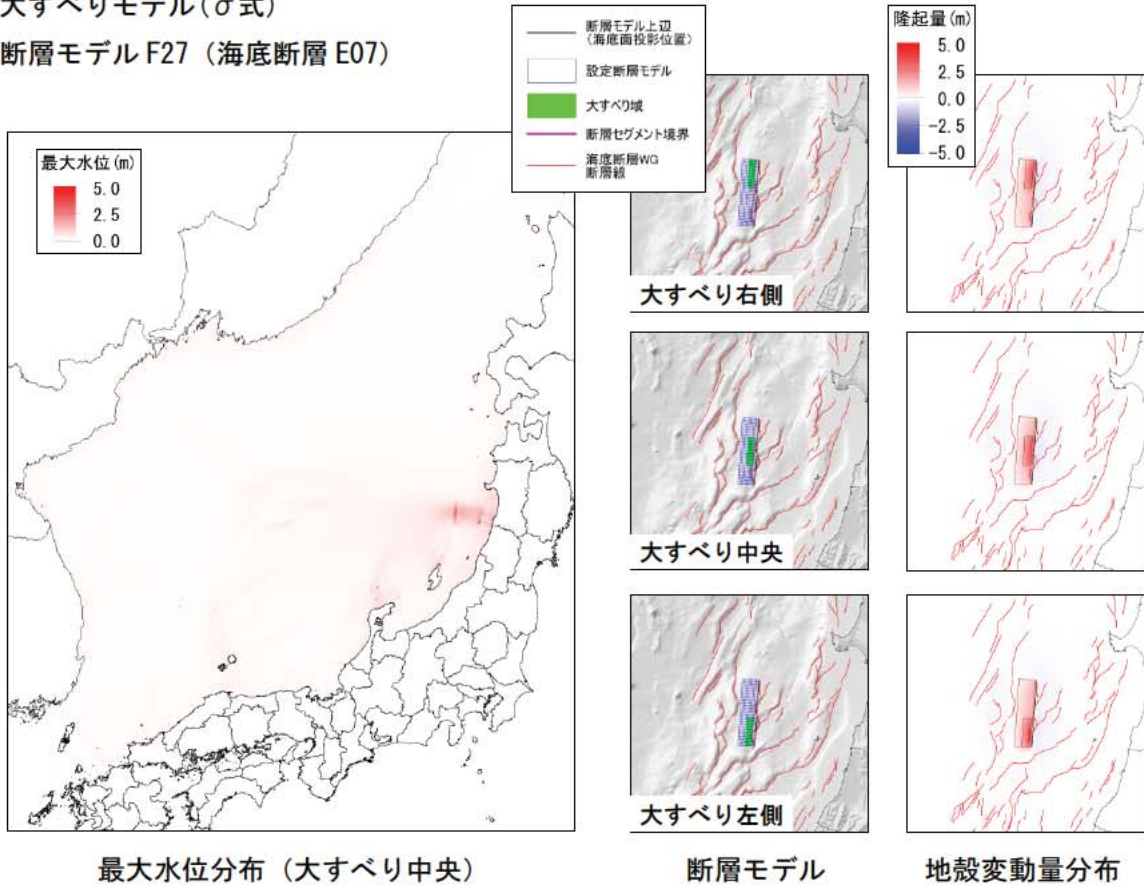 大すべりモデル(σ式)
断層モデル F27（海底断層 E07）
断層モデル上辺
(海底面投影位置)
設定断層モデル
大すべり域
断層セグメント境界
海底断層WG
断層線
隆起量(m)
5.0
2.5
0.0
-2.5
-5.0
最大水位(m)
5.0
2.5
0.0
大すべり右側
大すべり中央
大すべり左側
最大水位分布（大すべり中央）
断層モデル
地殻変動量分布